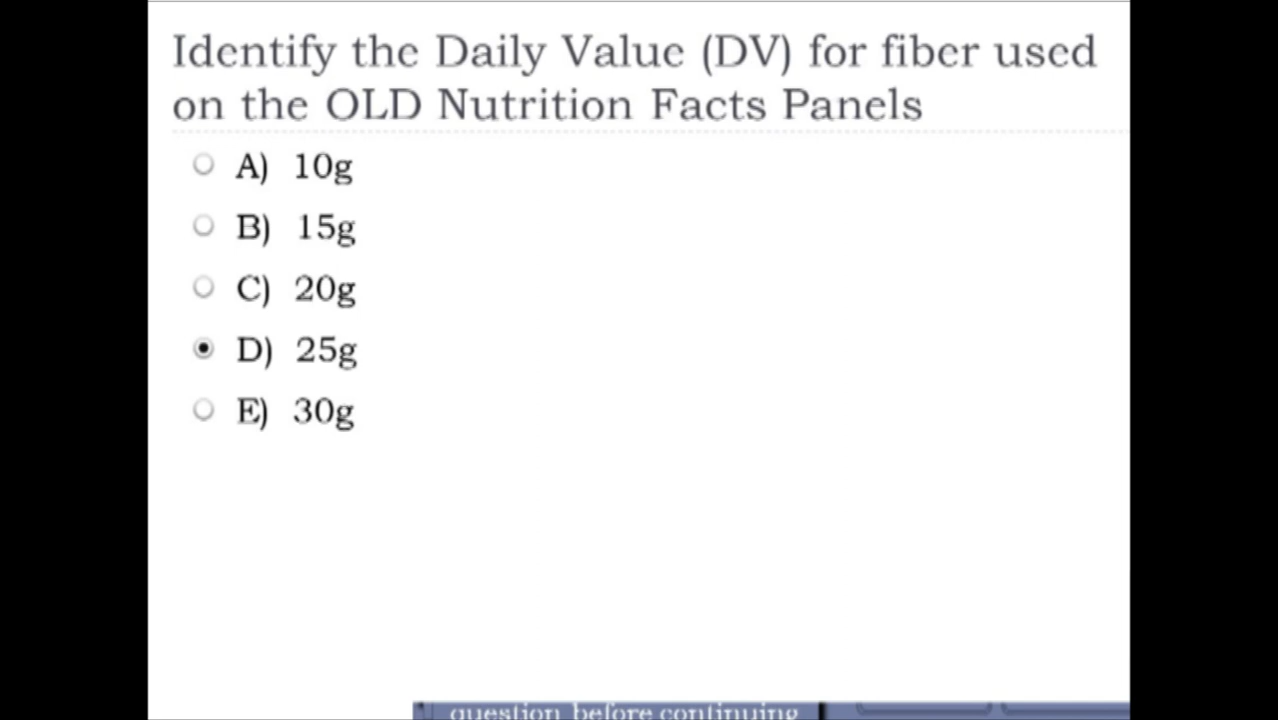 Identify the Daily Value (DV) for fiber used
on the OLD Nutrition Facts Panels
A) 10g
B) 15g
C) 20g
D) 25g
E) 30g
question before continuing